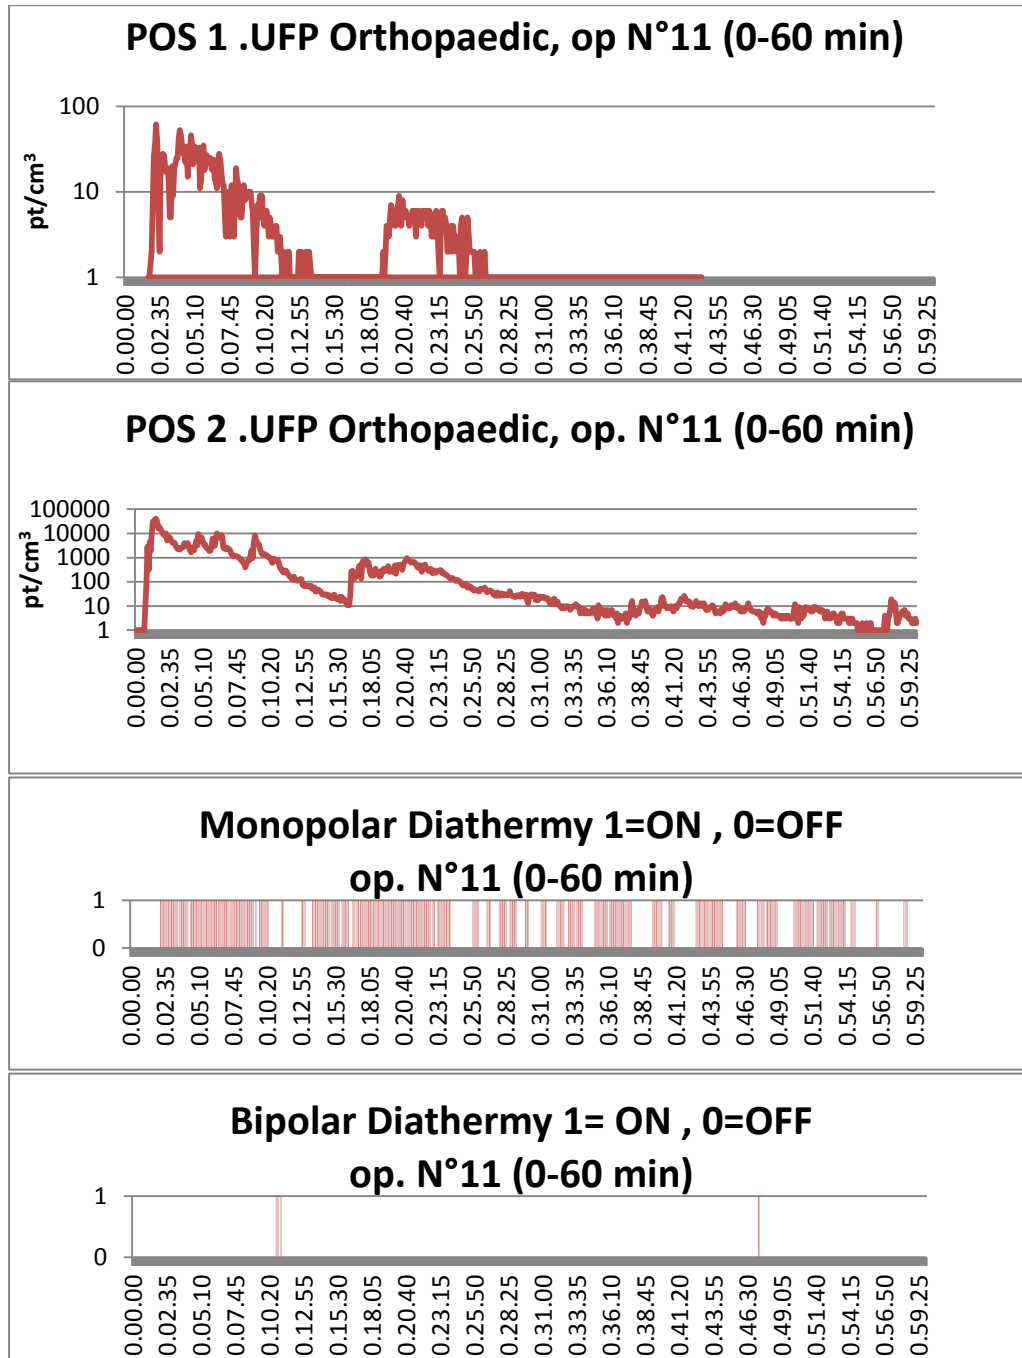 POS 1 .UFP Orthopaedic, op N°11 (0-60 min)
pt/cm³
100
10
1
0.00.00 0.02.35 0.05.10 0.07.45 0.10.20 0.12.55 0.15.30 0.18.05 0.20.40 0.23.15 0.25.50 0.28.25 0.31.00 0.33.35 0.36.10 0.38.45 0.41.20 0.43.55 0.46.30 0.49.05 0.51.40 0.54.15 0.56.50 0.59.25
POS 2 .UFP Orthopaedic, op. N°11 (0-60 min)
pt/cm³
100000
10000
1000
100
10
1
0.00.00 0.02.35 0.05.10 0.07.45 0.10.20 0.12.55 0.15.30 0.18.05 0.20.40 0.23.15 0.25.50 0.28.25 0.31.00 0.33.35 0.36.10 0.38.45 0.41.20 0.43.55 0.46.30 0.49.05 0.51.40 0.54.15 0.56.50 0.59.25
Monopolar Diathermy 1=ON , 0=OFF
op. N°11 (0-60 min)
1
0
0.00.00 0.02.35 0.05.10 0.07.45 0.10.20 0.12.55 0.15.30 0.18.05 0.20.40 0.23.15 0.25.50 0.28.25 0.31.00 0.33.35 0.36.10 0.38.45 0.41.20 0.43.55 0.46.30 0.49.05 0.51.40 0.54.15 0.56.50 0.59.25
Bipolar Diathermy 1= ON , 0=OFF
op. N°11 (0-60 min)
1
0
0.00.00 0.02.35 0.05.10 0.07.45 0.10.20 0.12.55 0.15.30 0.18.05 0.20.40 0.23.15 0.25.50 0.28.25 0.31.00 0.33.35 0.36.10 0.38.45 0.41.20 0.43.55 0.46.30 0.49.05 0.51.40 0.54.15 0.56.50 0.59.25